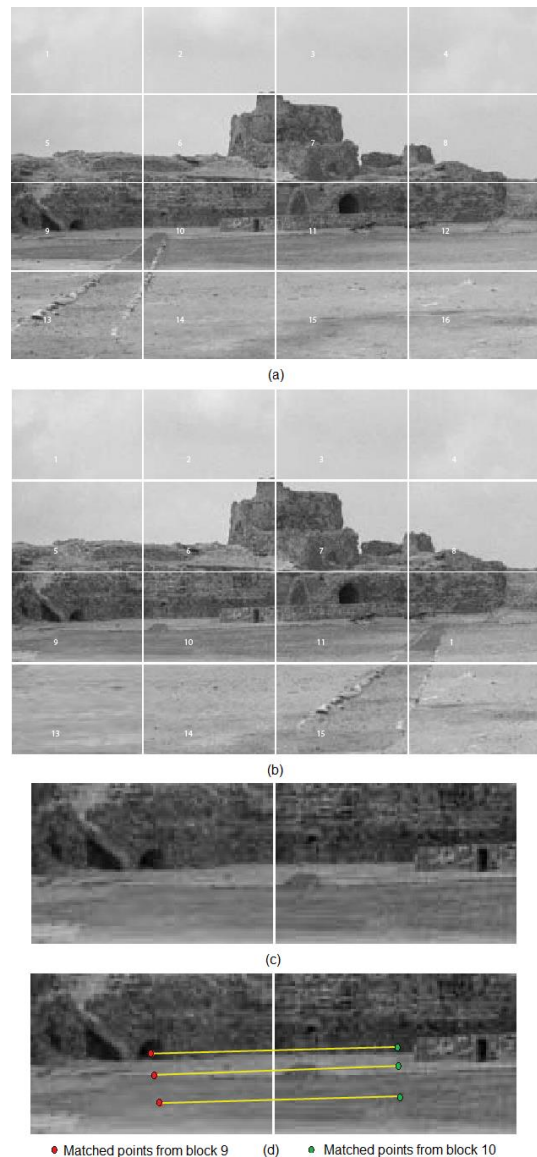 1 2 3 4
5 6 7 8
9 10 11 12
13 14 15 16
(a)
1 2 3 4
5 6 7 8
9 10 11 1
13 14 15
(b)
(c)
Matched points from block 9 (d) Matched points from block 10